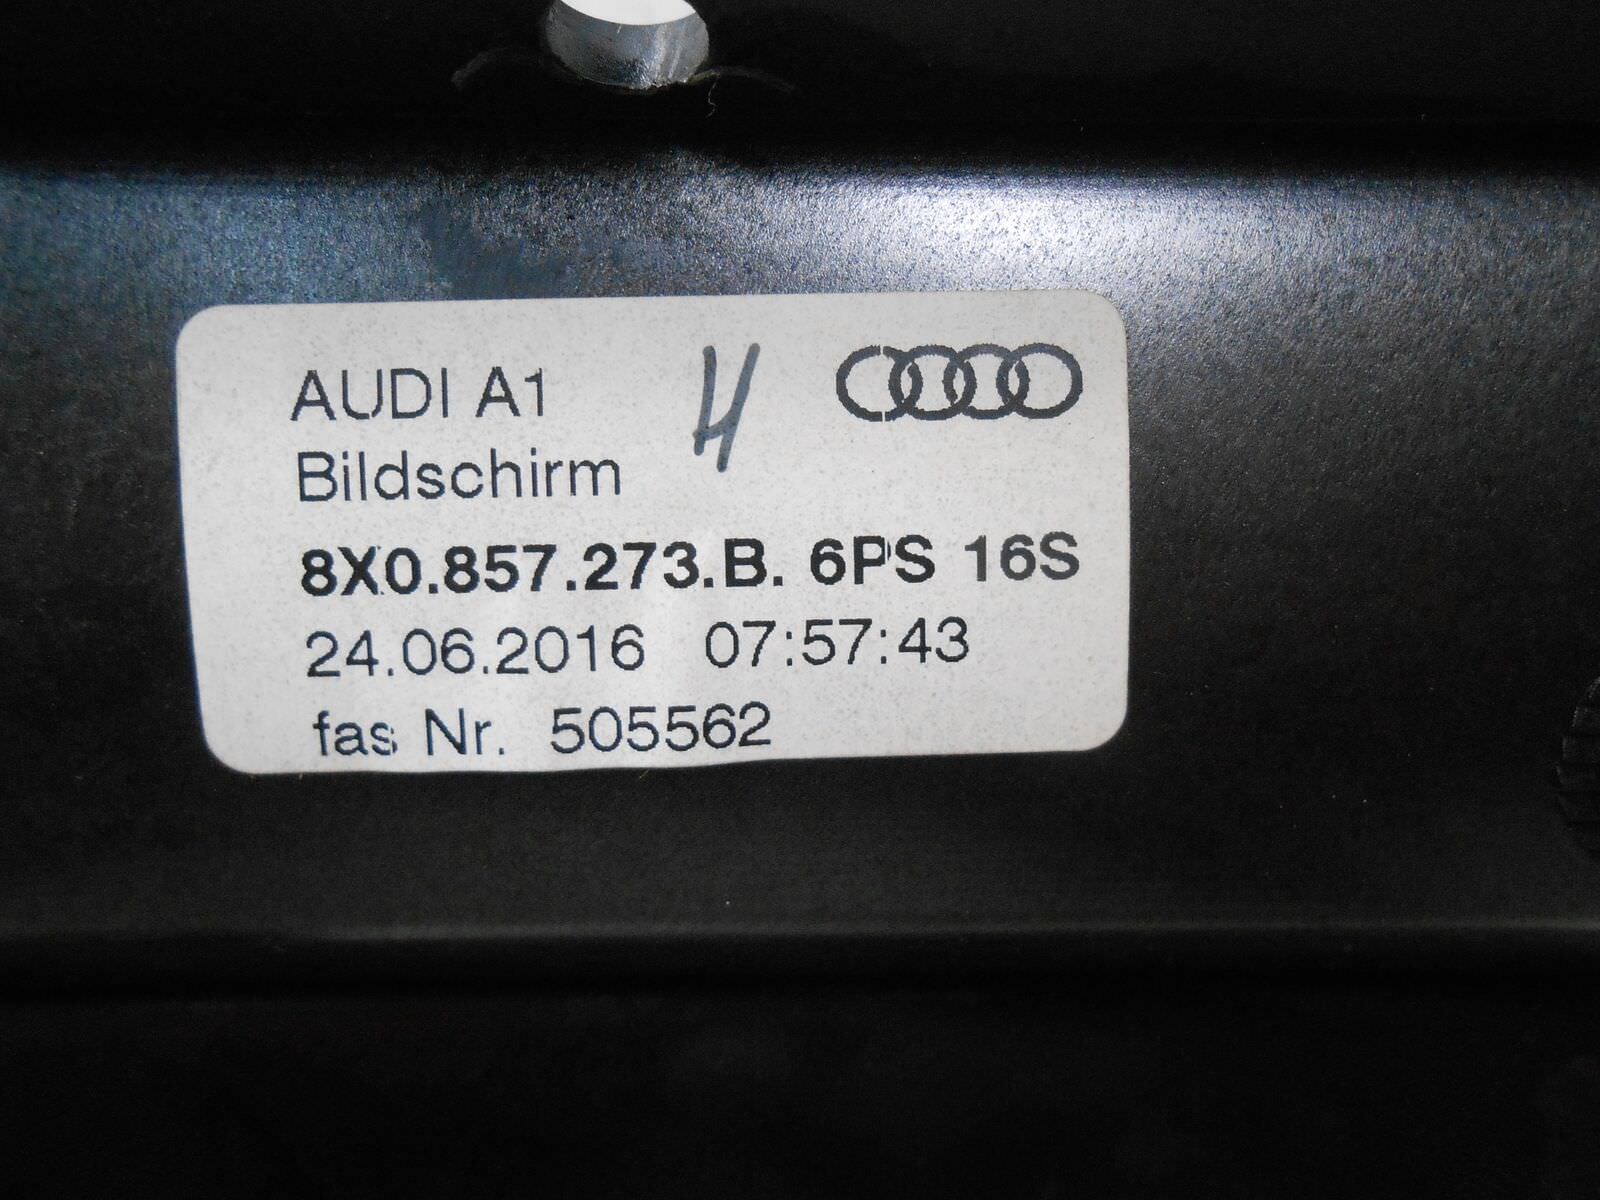 AUDI A1 H
Bildschirm
8X0.857.273.B. 6PS 16S
24.06.2016 07:57:43
fas Nr. 505562